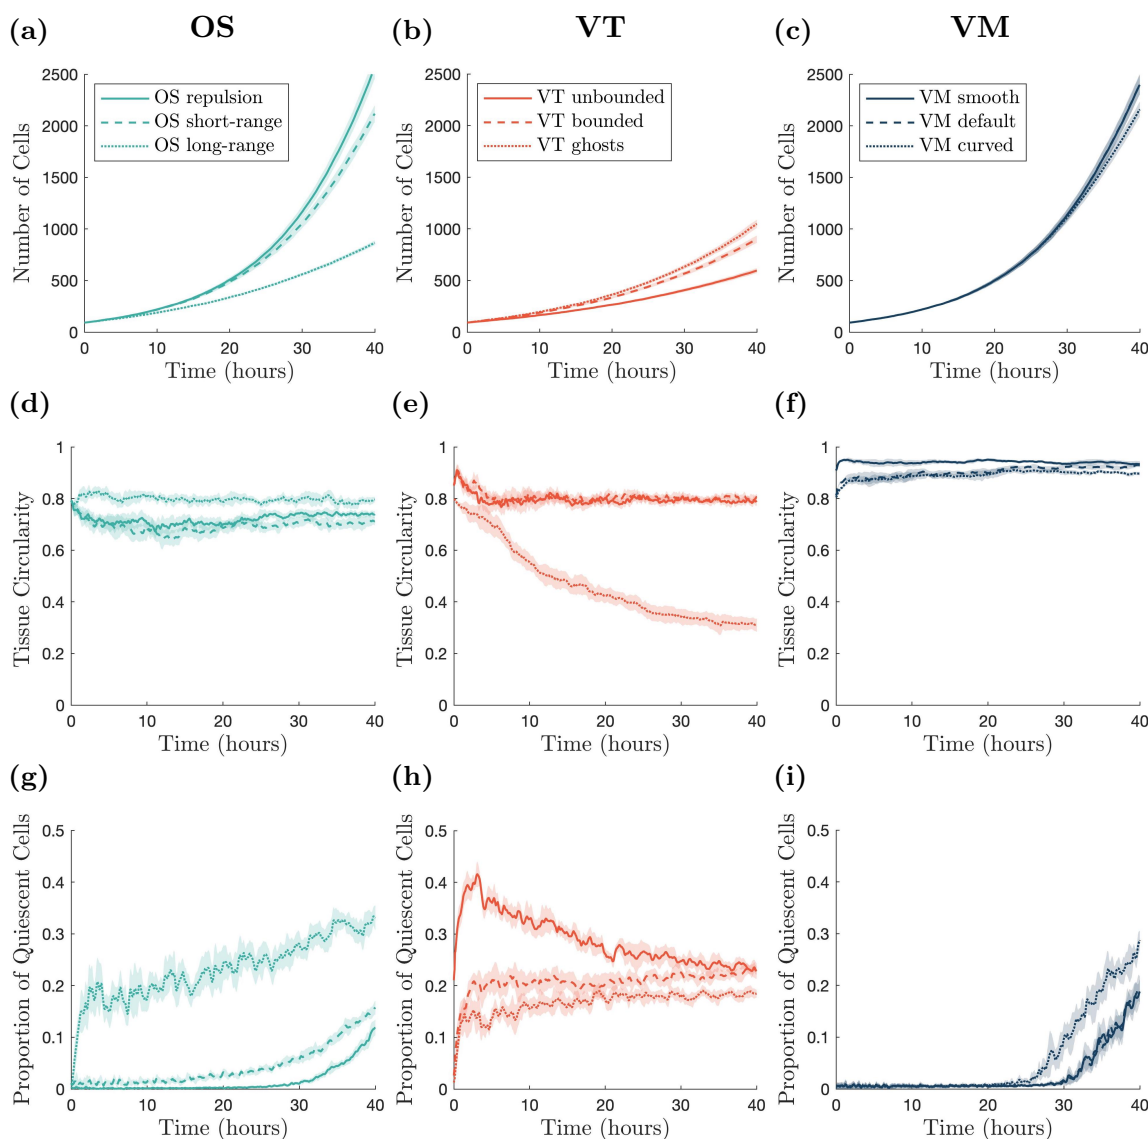 (a) OS (b) VT (c) VM
Number of Cells
2500
2000
1500
1000
500
0
OS repulsion
OS short-range
OS long-range
0 10 20 30 40
Time (hours)
Number of Cells
2500
2000
1500
1000
500
0
VT unbounded
VT bounded
VT ghosts
0 10 20 30 40
Time (hours)
Number of Cells
2500
2000
1500
1000
500
0
VM smooth
VM default
VM curved
0 10 20 30 40
Time (hours)
(d) (e) (f)
Tissue Circularity
1
0.8
0.6
0.4
0.2
0
0 10 20 30 40
Time (hours)
Tissue Circularity
1
0.8
0.6
0.4
0.2
0
0 10 20 30 40
Time (hours)
Tissue Circularity
1
0.8
0.6
0.4
0.2
0
0 10 20 30 40
Time (hours)
(g) (h) (i)
Proportion of Quiescent Cells
0.5
0.4
0.3
0.2
0.1
0
0 10 20 30 40
Time (hours)
Proportion of Quiescent Cells
0.5
0.4
0.3
0.2
0.1
0
0 10 20 30 40
Time (hours)
Proportion of Quiescent Cells
0.5
0.4
0.3
0.2
0.1
0
0 10 20 30 40
Time (hours)